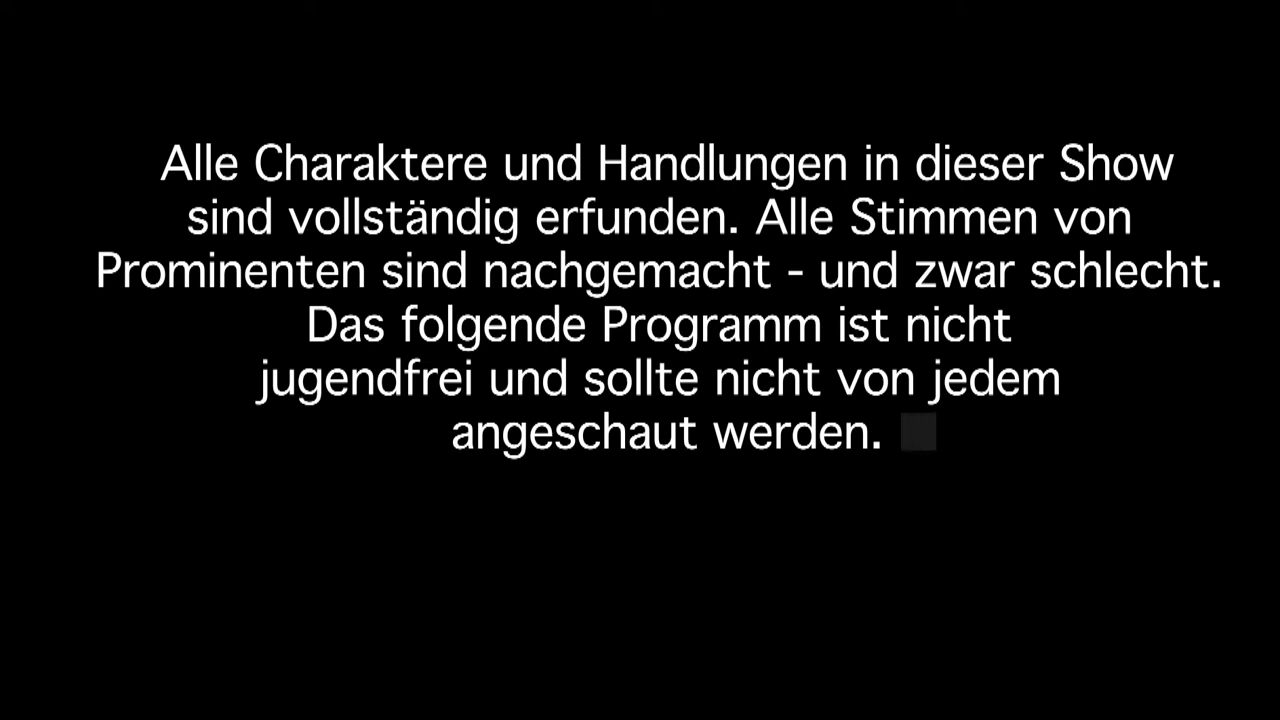 Alle Charaktere und Handlungen in dieser Show
sind vollständig erfunden. Alle Stimmen von
Prominenten sind nachgemacht - und zwar schlecht.
Das folgende Programm ist nicht
jugendfrei und sollte nicht von jedem
angeschaut werden.